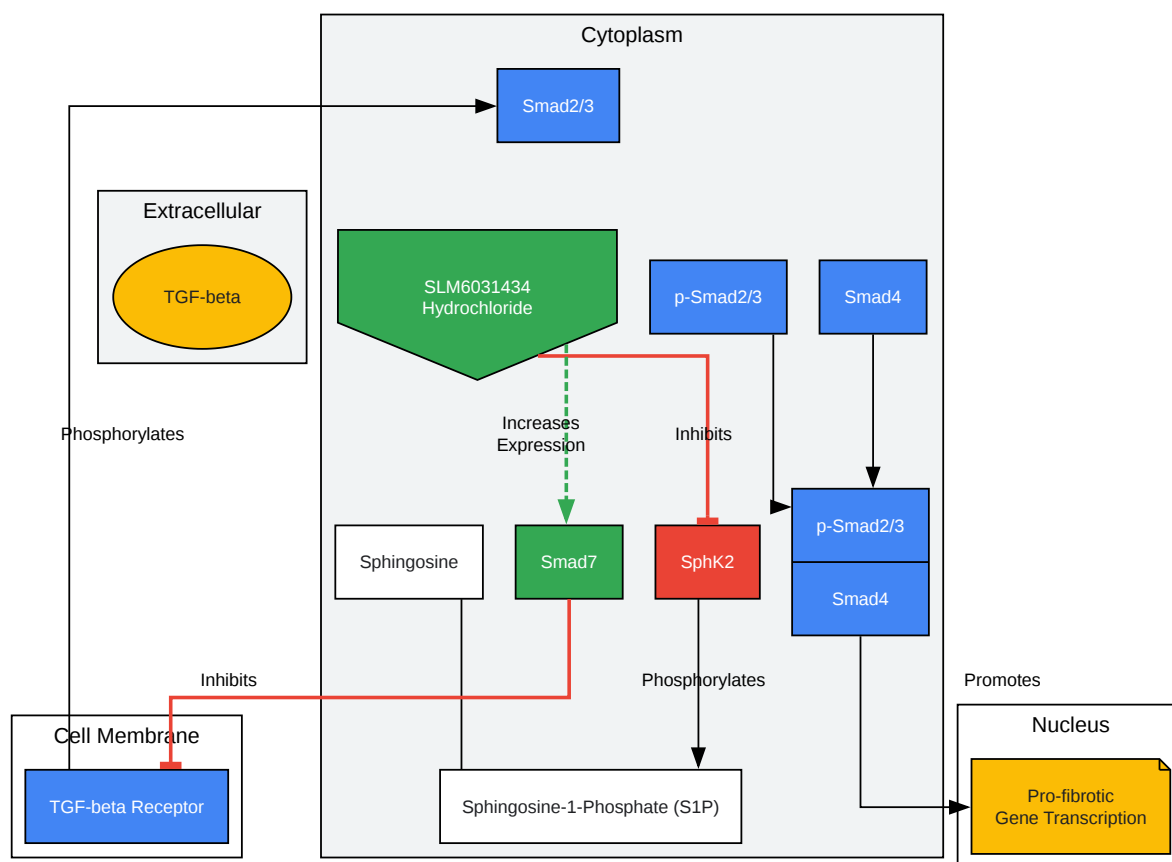 Cytoplasm
Smad2/3
Extracellular
TGF-beta
SLM6031434
Hydrochloride
p-Smad2/3
Smad4
Phosphorylates
Increases
Expression
Inhibits
Sphingosine
Smad7
SphK2
p-Smad2/3
Smad4
Inhibits
Phosphorylates
Promotes
Cell Membrane
TGF-beta Receptor
Sphingosine-1-Phosphate (S1P)
Nucleus
Pro-fibrotic
Gene Transcription